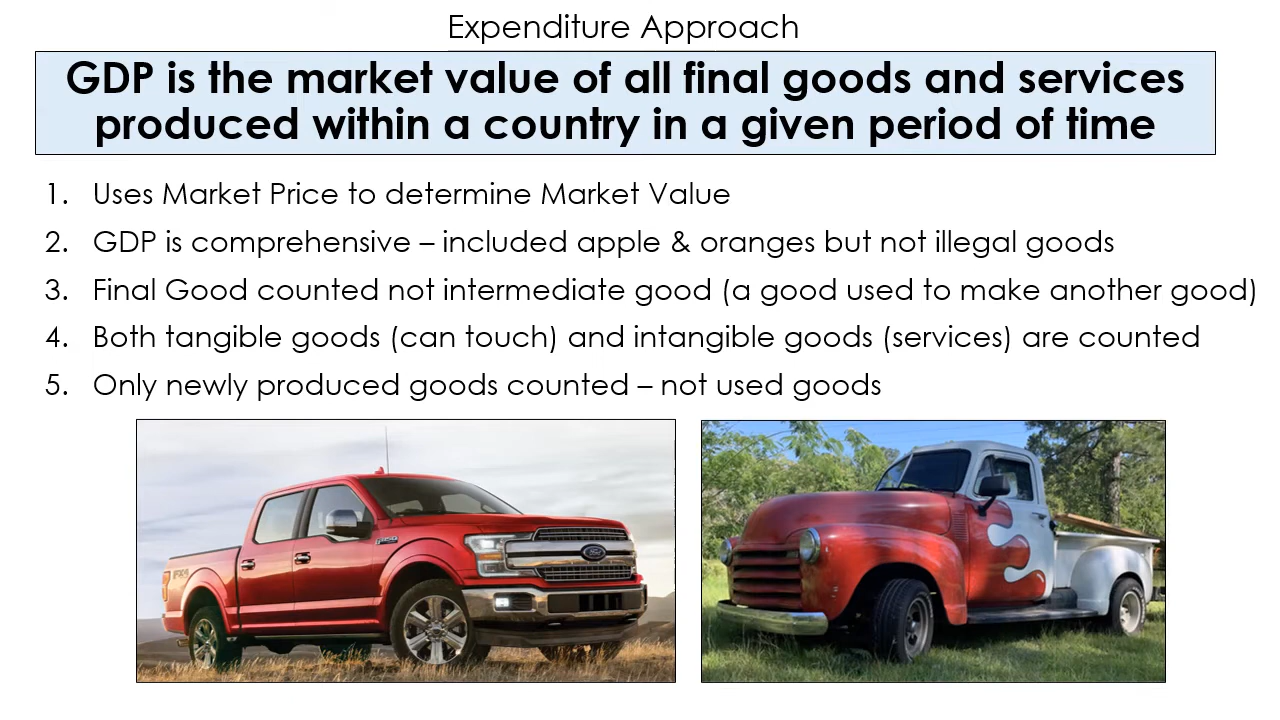 Expenditure Approach
GDP is the market value of all final goods and services
produced within a country in a given period of time
1. Uses Market Price to determine Market Value
2. GDP is comprehensive – included apple & oranges but not illegal goods
3. Final Good counted not intermediate good (a good used to make another good)
4. Both tangible goods (can touch) and intangible goods (services) are counted
5. Only newly produced goods counted – not used goods
FX4
Ford